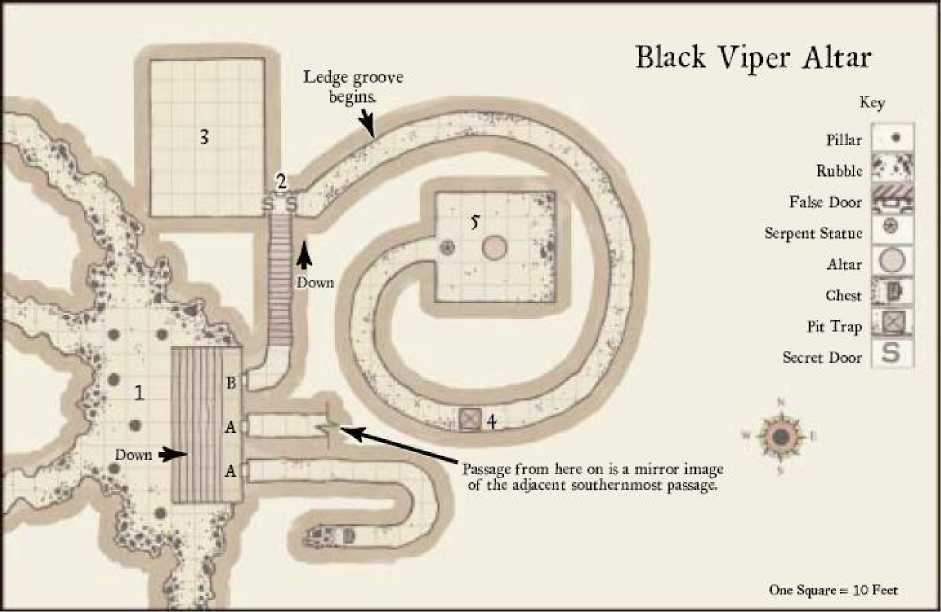 Black Viper Altar
Ledge groove
begins.
Key
Pillar
Rubble
False Door
Serpent Statue
Altar
Chest
Pit Trap
Secret Door
S
3
2
S S
5
Down
1
B
A
A
Down
4
N
W E
S
Passage from here on is a mirror image
of the adjacent southernmost passage.
One Square = 10 Feet